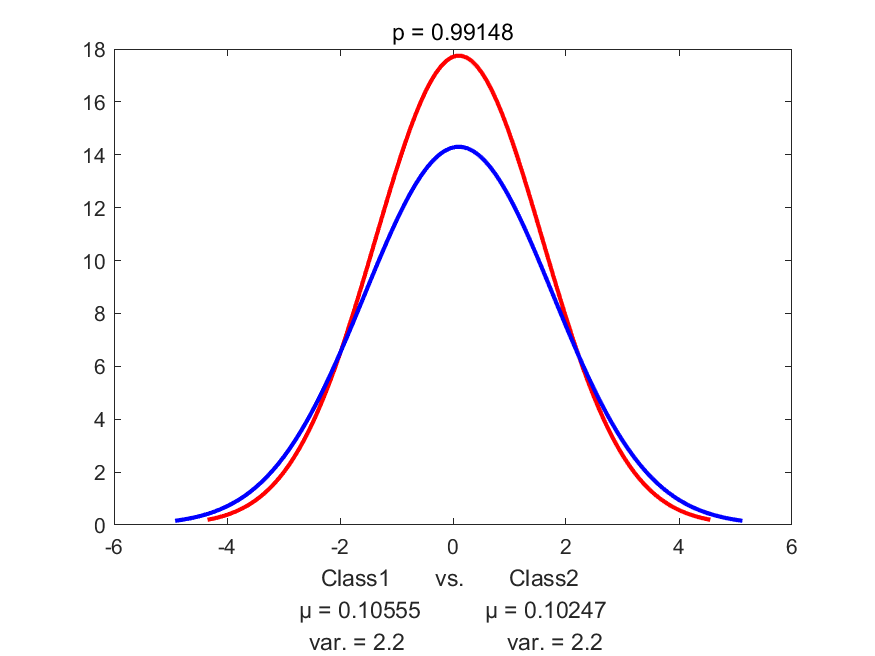 p = 0.99148
18
16
14
12
10
8
6
4
2
0
-6 -4 -2 0 2 4 6
Class1 vs. Class2
μ = 0.10555 μ = 0.10247
var. = 2.2 var. = 2.2